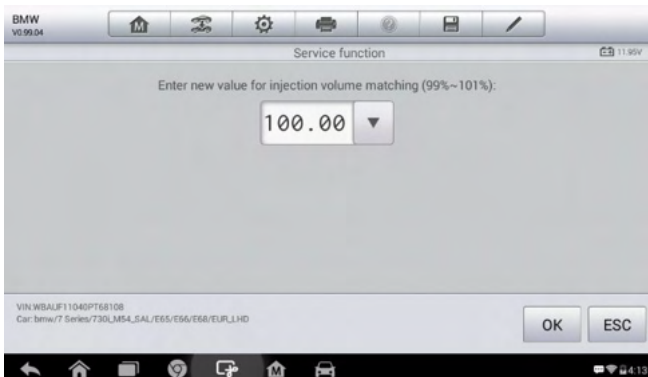 BMW
V0.99.04
Service function
11.95V
Enter new value for injection volume matching (99%~101%):
100.00
VIN:WBAUF11040PT68108
Car: bmw/7 Series/730i_M54_SAL/E65/E66/E68/EUR_LHD
OK
ESC
M
M
4:13